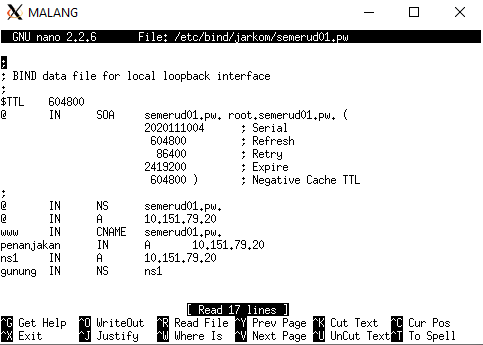 MALANG
GNU nano 2.2.6 File: /etc/bind/jarkom/semerud01.pw
;
; BIND data file for local loopback interface
;
$TTL 604800
@ IN SOA semerud01.pw. root.semerud01.pw. (
2020111004 ; Serial
604800 ; Refresh
86400 ; Retry
2419200 ; Expire
604800 ) ; Negative Cache TTL
;
@ IN NS semerud01.pw.
@ IN A 10.151.79.20
www IN CNAME semerud01.pw.
penanjakan IN A 10.151.79.20
ns1 IN A 10.151.79.20
gunung IN NS ns1
[ Read 17 lines ]
^G Get Help ^O WriteOut ^R Read File ^Y Prev Page ^K Cut Text ^C Cur Pos
^X Exit ^J Justify ^W Where Is ^V Next Page ^U UnCut Text ^T To Spell